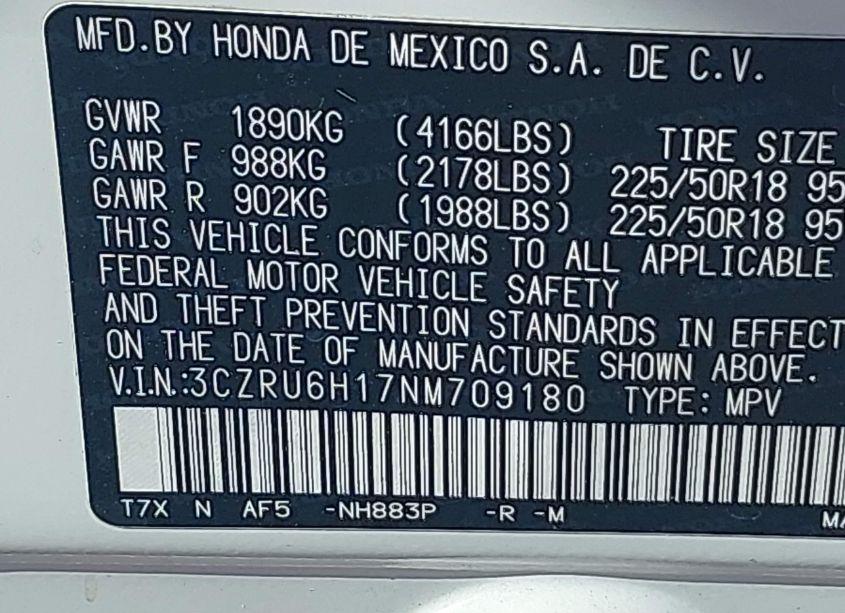 MFD.BY HONDA DE MEXICO S.A. DE C.V.
GVWR 1890KG (4166LBS) TIRE SIZE
GAWR F 988KG (2178LBS) 225/50R18 95
GAWR R 902KG (1988LBS) 225/50R18 95
THIS VEHICLE CONFORMS TO ALL APPLICABLE
FEDERAL MOTOR VEHICLE SAFETY
AND THEFT PREVENTION STANDARDS IN EFFECT
ON THE DATE OF MANUFACTURE SHOWN ABOVE.
V.I.N.:3CZRU6H17NM709180 TYPE: MPV
T7X N AF5 -NH883P -R -M